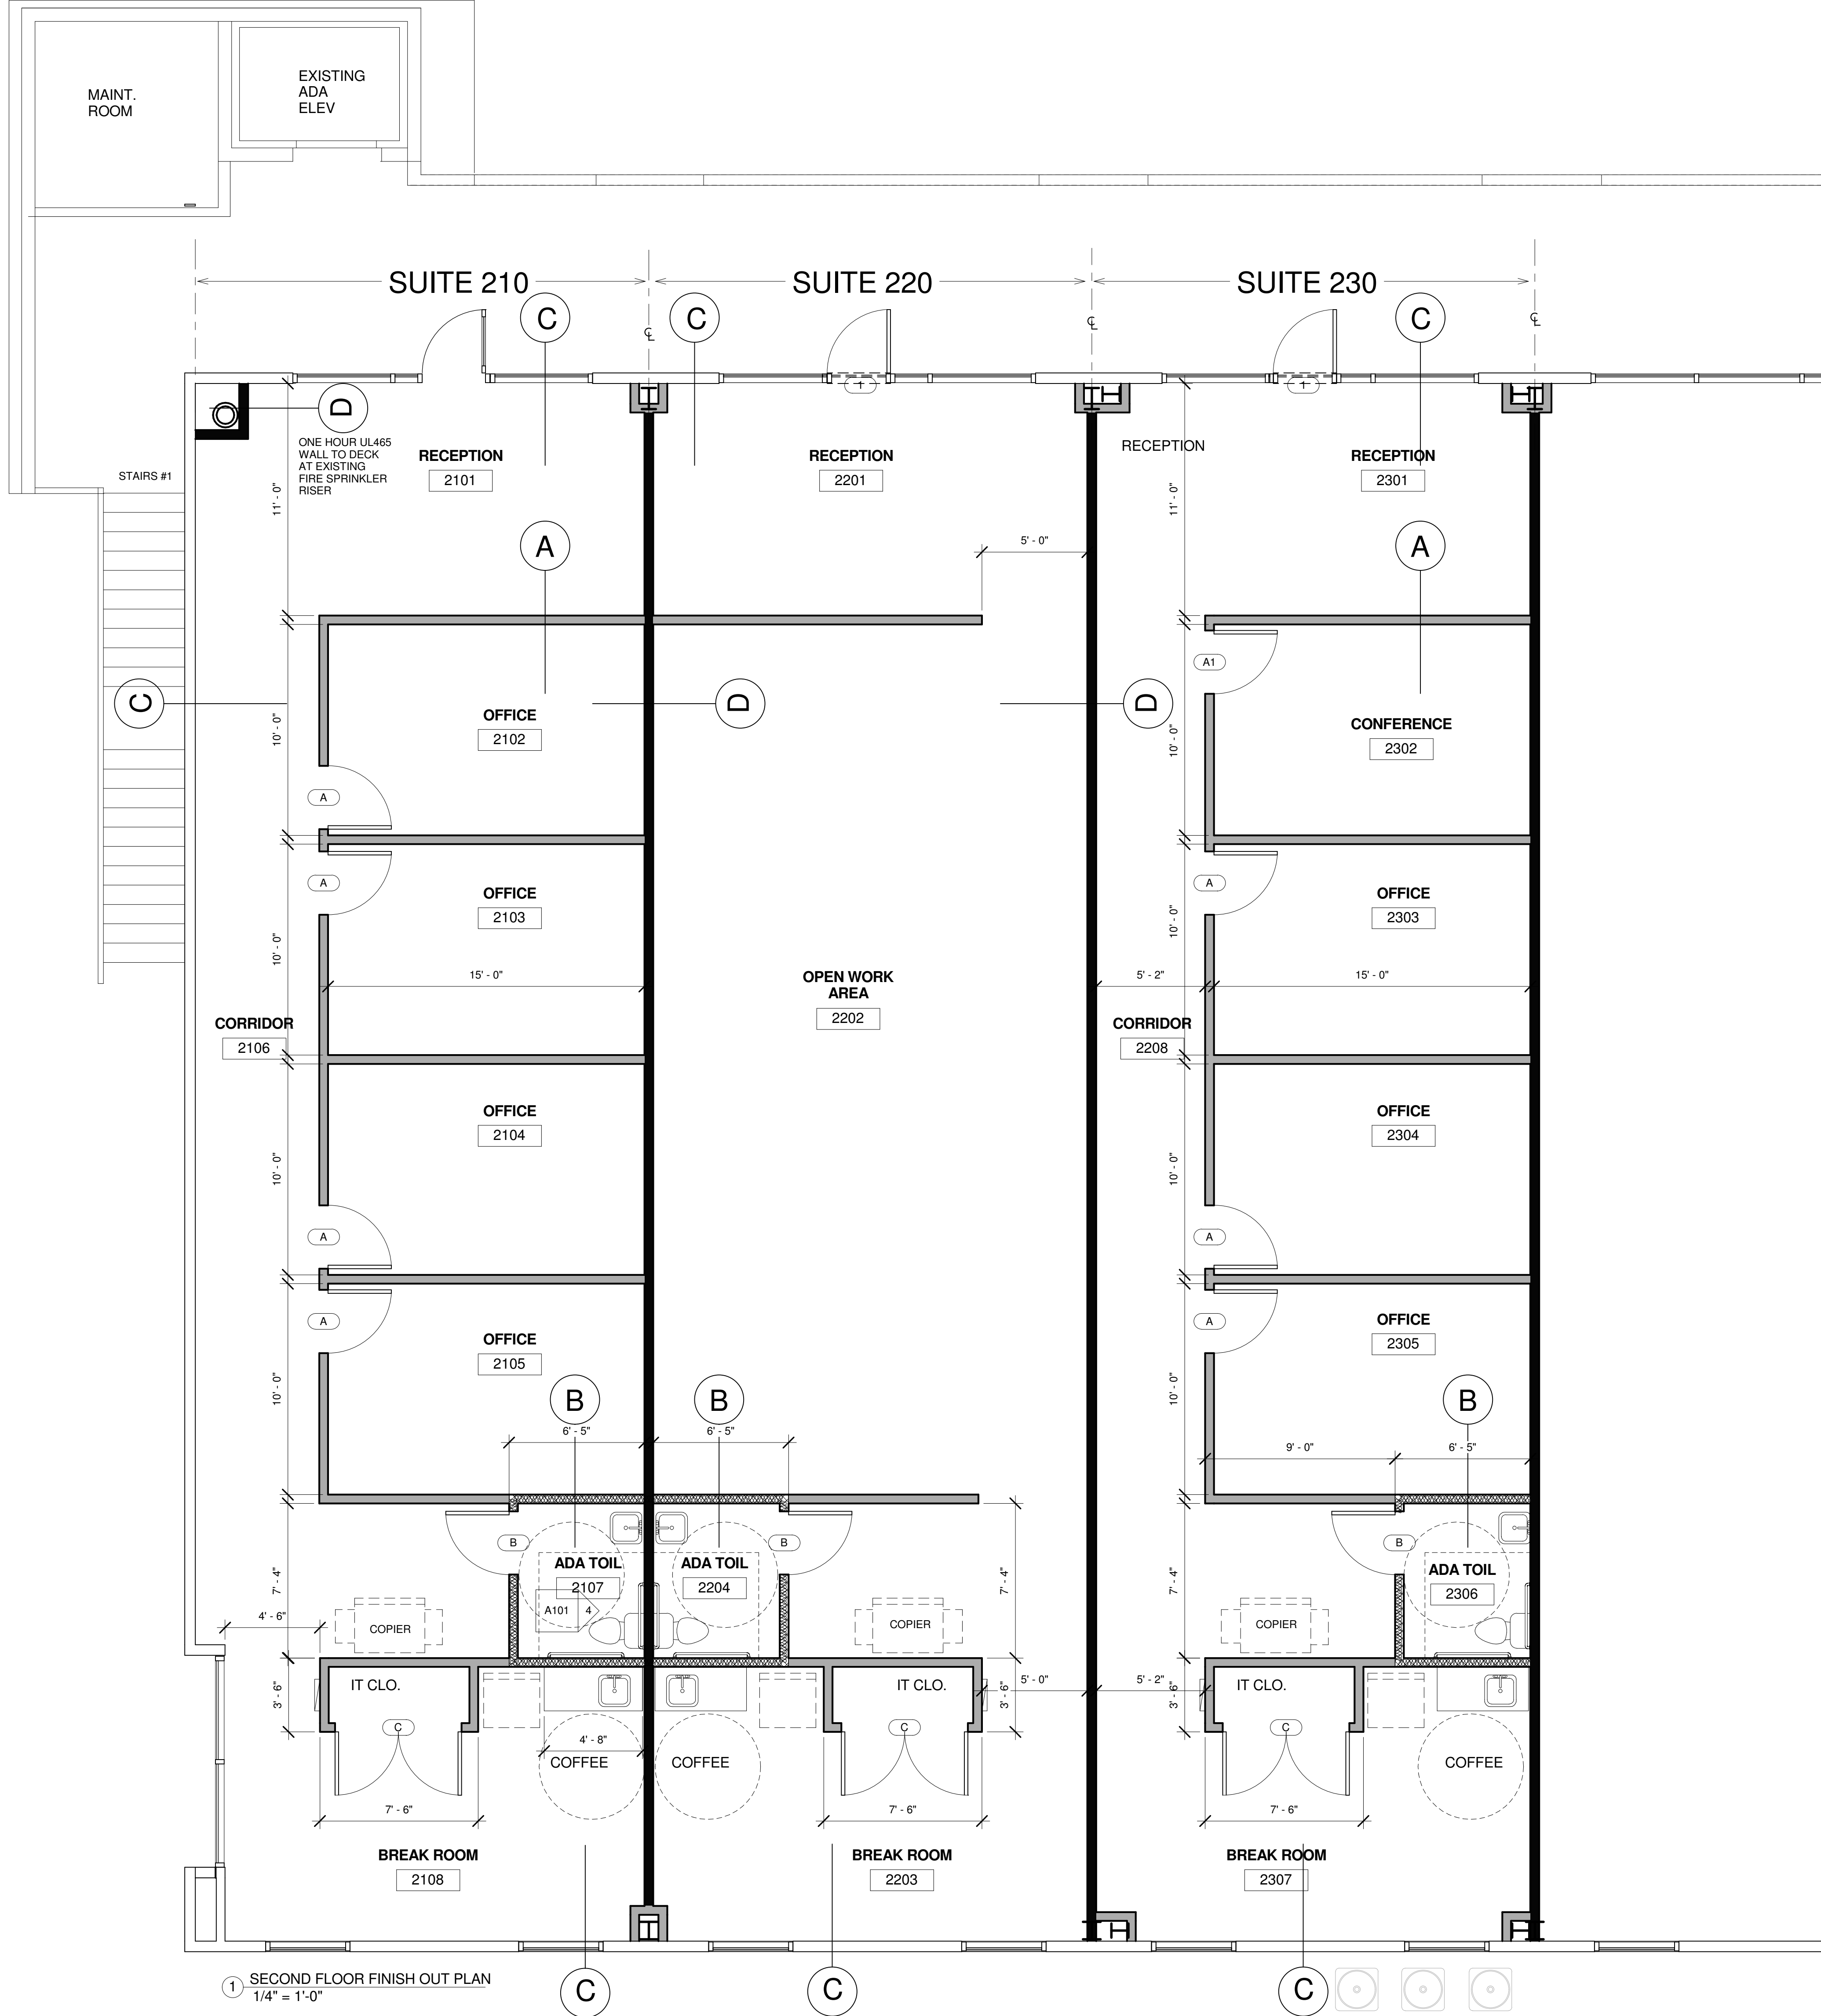 MAINT.
ROOM
EXISTING
ADA
ELEV
SUITE 210
SUITE 220
SUITE 230
C
C
C
℄
℄
℄
1
1
D
ONE HOUR UL465
WALL TO DECK
AT EXISTING
FIRE SPRINKLER
RISER
RECEPTION
2101
RECEPTION
2201
RECEPTION
RECEPTION
2301
STAIRS #1
11' - 0"
11' - 0"
A
A
5' - 0"
A1
C
D
D
OFFICE
2102
CONFERENCE
2302
10' - 0"
10' - 0"
A
A
A
OFFICE
2103
OFFICE
2303
10' - 0"
10' - 0"
15' - 0"
5' - 2"
15' - 0"
OPEN WORK
AREA
2202
CORRIDOR
2106
CORRIDOR
2208
OFFICE
2104
OFFICE
2304
10' - 0"
10' - 0"
A
A
A
A
OFFICE
2105
OFFICE
2305
10' - 0"
10' - 0"
B
B
B
6' - 5"
6' - 5"
9' - 0"
6' - 5"
B
B
B
ADA TOIL
2107
ADA TOIL
2204
ADA TOIL
2306
7' - 4"
7' - 4"
7' - 4"
A101
4
4' - 6"
COPIER
COPIER
COPIER
IT CLO.
IT CLO.
IT CLO.
3' - 6"
3' - 6"
3' - 6"
5' - 0"
5' - 2"
C
C
C
4' - 8"
COFFEE
COFFEE
COFFEE
7' - 6"
7' - 6"
7' - 6"
BREAK ROOM
2108
BREAK ROOM
2203
BREAK ROOM
2307
1
SECOND FLOOR FINISH OUT PLAN
1/4" = 1'-0"
C
C
C